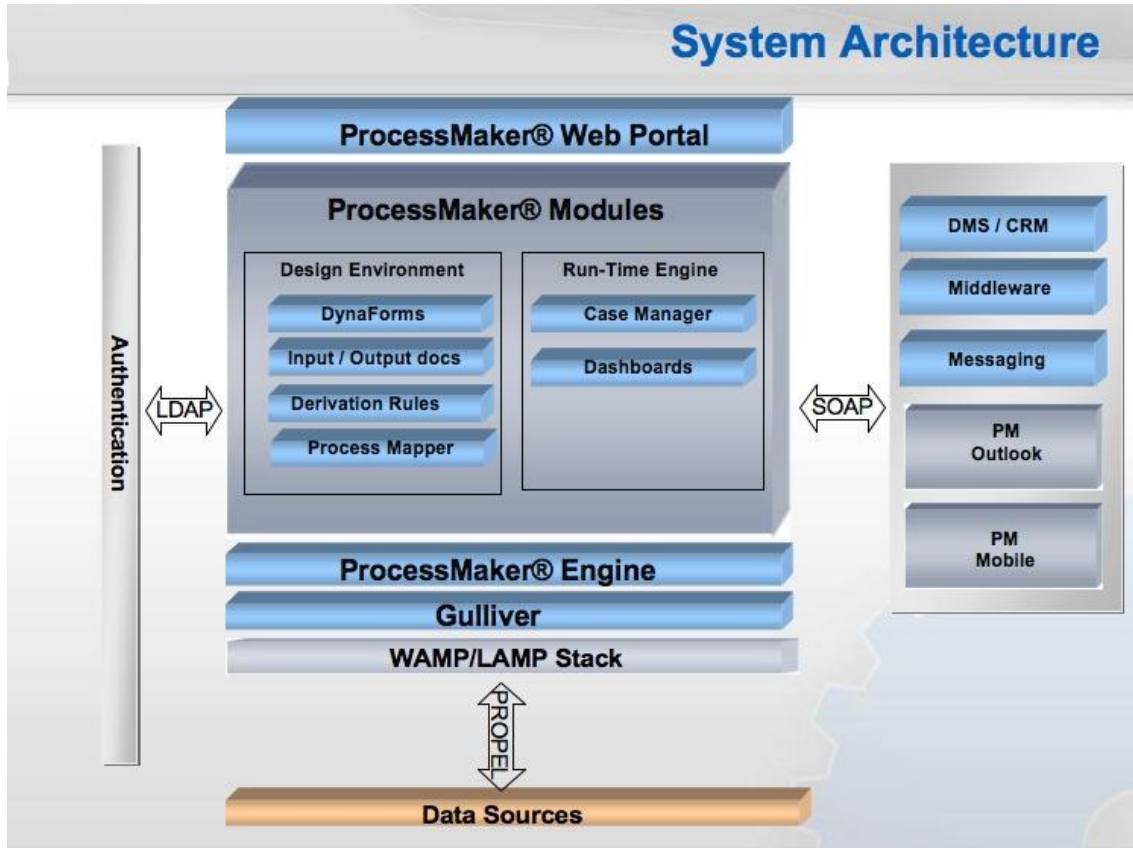 System Architecture
ProcessMaker® Web Portal
ProcessMaker® Modules
Design Environment
DynaForms
Input / Output docs
Derivation Rules
Process Mapper
Run-Time Engine
Case Manager
Dashboards
Authentication
LDAP
SOAP
DMS / CRM
Middleware
Messaging
PM
Outlook
PM
Mobile
ProcessMaker® Engine
Gulliver
WAMP/LAMP Stack
PROPEL
Data Sources